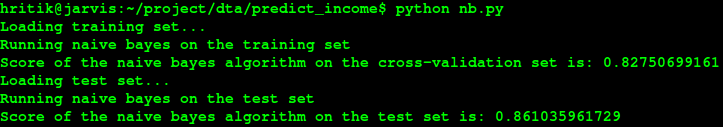 hritik@jarvis:~/project/dta/predict_income$ python nb.py
Loading training set...
Running naive bayes on the training set
Score of the naive bayes algorithm on the cross-validation set is: 0.82750699161
Loading test set...
Running naive bayes on the test set
Score of the naive bayes algorithm on the test set is: 0.861035961729